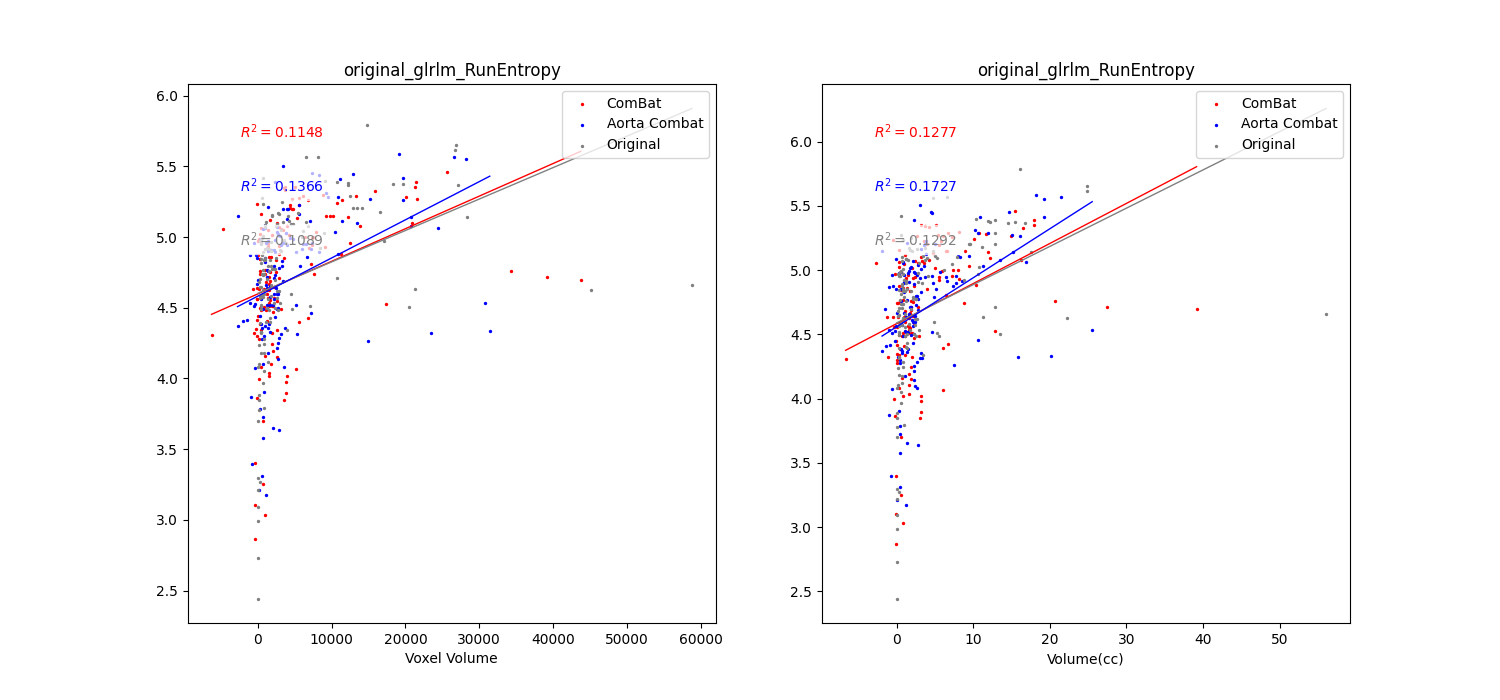 original_glrlm_RunEntropy
6.0
5.5
5.0
4.5
4.0
3.5
3.0
2.5
R² = 0.1148
R² = 0.1366
R² = 0.1089
ComBat
Aorta Combat
Original
0 10000 20000 30000 40000 50000 60000
Voxel Volume
original_glrlm_RunEntropy
6.0
5.5
5.0
4.5
4.0
3.5
3.0
2.5
R² = 0.1277
R² = 0.1727
R² = 0.1292
ComBat
Aorta Combat
Original
0 10 20 30 40 50
Volume(cc)